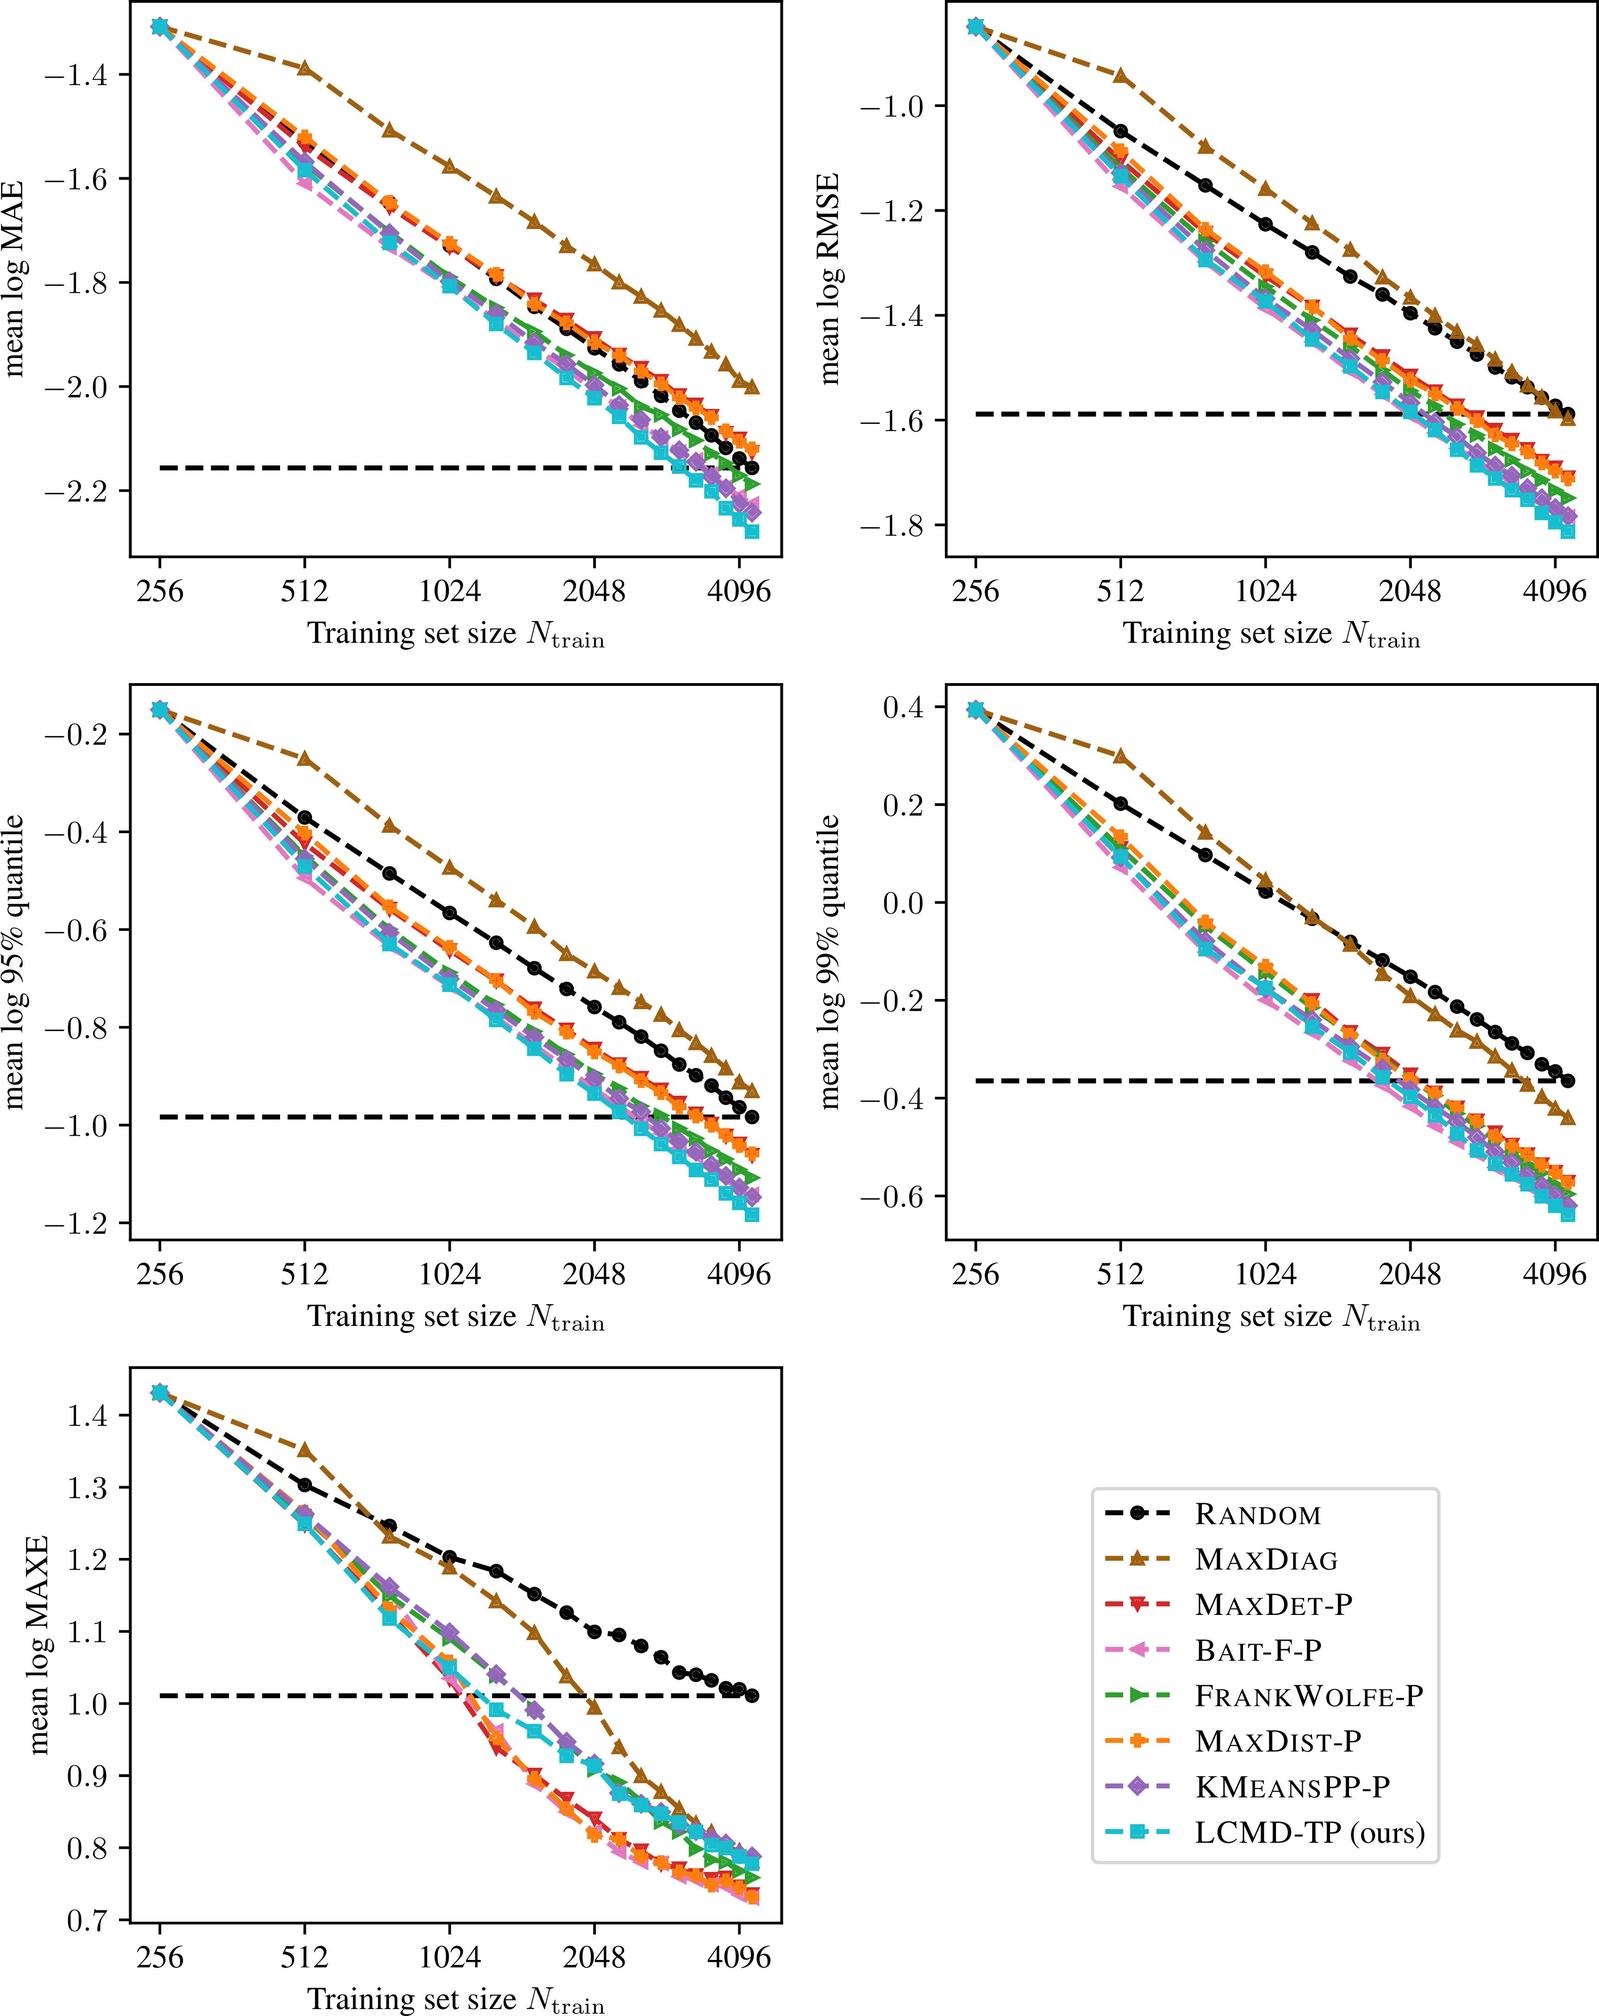 mean log MAE
−1.4
−1.6
−1.8
−2.0
−2.2
256 512 1024 2048 4096
Training set size N_train
mean log RMSE
−1.0
−1.2
−1.4
−1.6
−1.8
256 512 1024 2048 4096
Training set size N_train
mean log 95% quantile
−0.2
−0.4
−0.6
−0.8
−1.0
−1.2
256 512 1024 2048 4096
Training set size N_train
mean log 99% quantile
0.4
0.2
0.0
−0.2
−0.4
−0.6
256 512 1024 2048 4096
Training set size N_train
mean log MAXE
1.4
1.3
1.2
1.1
1.0
0.9
0.8
0.7
256 512 1024 2048 4096
Training set size N_train
RANDOM
MAXDIAG
MAXDET-P
BAIT-F-P
FRANKWOLFE-P
MAXDIST-P
KMEANSPP-P
LCMD-TP (ours)